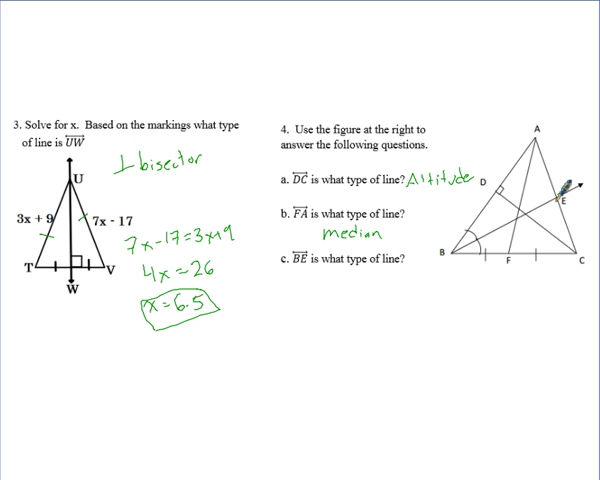 3. Solve for x. Based on the markings what type
of line is UW
⊥ bisector
U
3x + 9
7x - 17
T
V
W
7x-17=3x+9
4x=26
x=6.5
4. Use the figure at the right to
answer the following questions.
a. DC is what type of line? Altitude
b. FA is what type of line?
median
c. BE is what type of line?
A
D
E
B
F
C